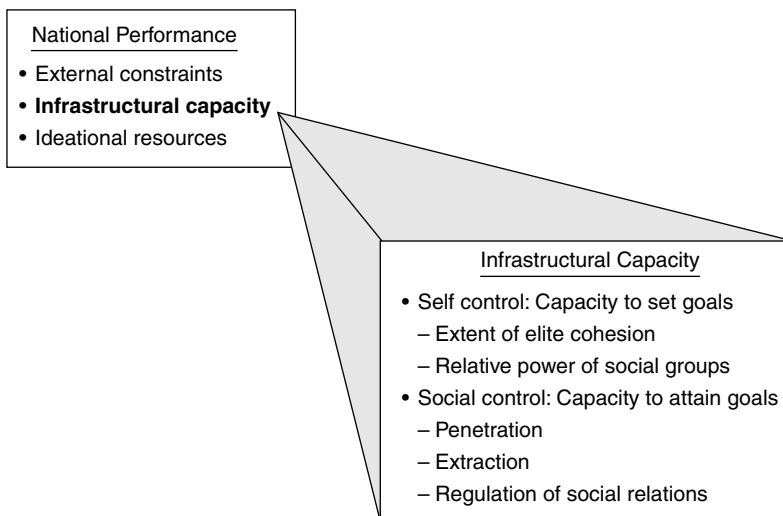 National Performance
• External constraints
• Infrastructural capacity
• Ideational resources
Infrastructural Capacity
• Self control: Capacity to set goals
– Extent of elite cohesion
– Relative power of social groups
• Social control: Capacity to attain goals
– Penetration
– Extraction
– Regulation of social relations